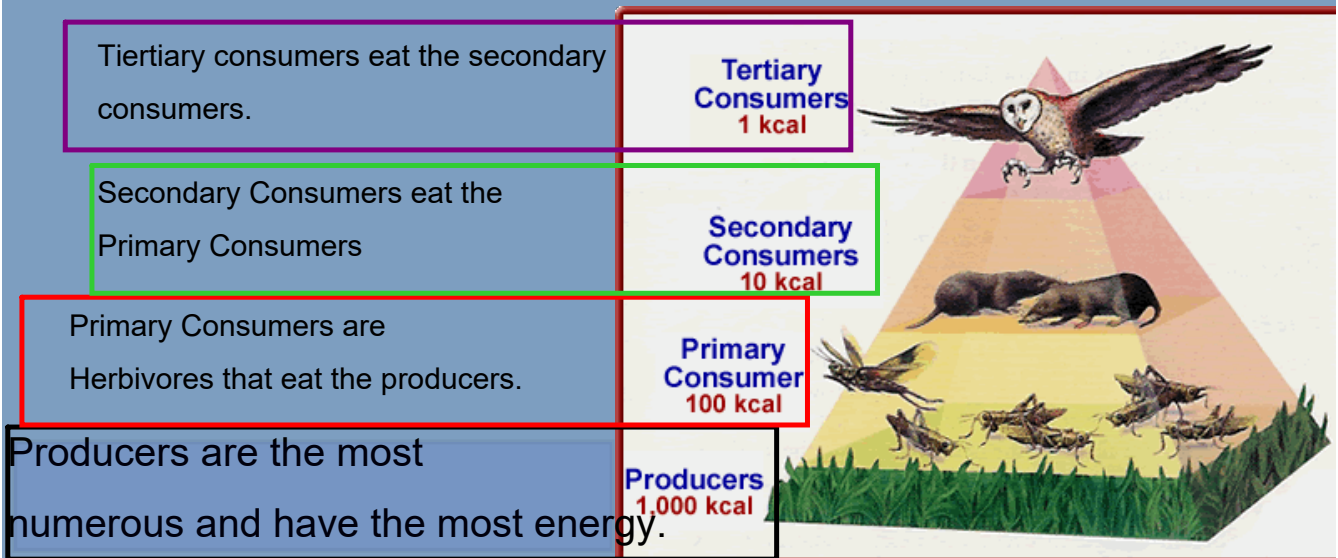 Tiertiary consumers eat the secondary
consumers.
Tertiary
Consumers
1 kcal
Secondary Consumers eat the
Primary Consumers
Secondary
Consumers
10 kcal
Primary Consumers are
Herbivores that eat the producers.
Primary
Consumer
100 kcal
Producers are the most
numerous and have the most energy.
Producers
1,000 kcal